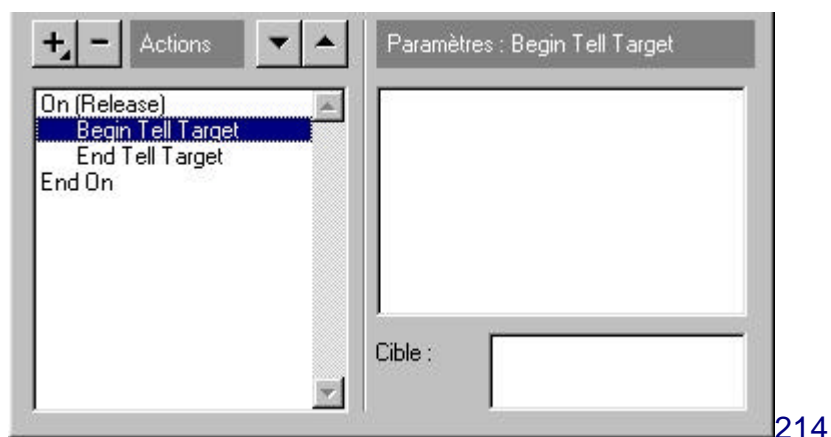 + - Actions
Paramètres : Begin Tell Target
On (Release)
Begin Tell Target
End Tell Target
End On
Cible :
214